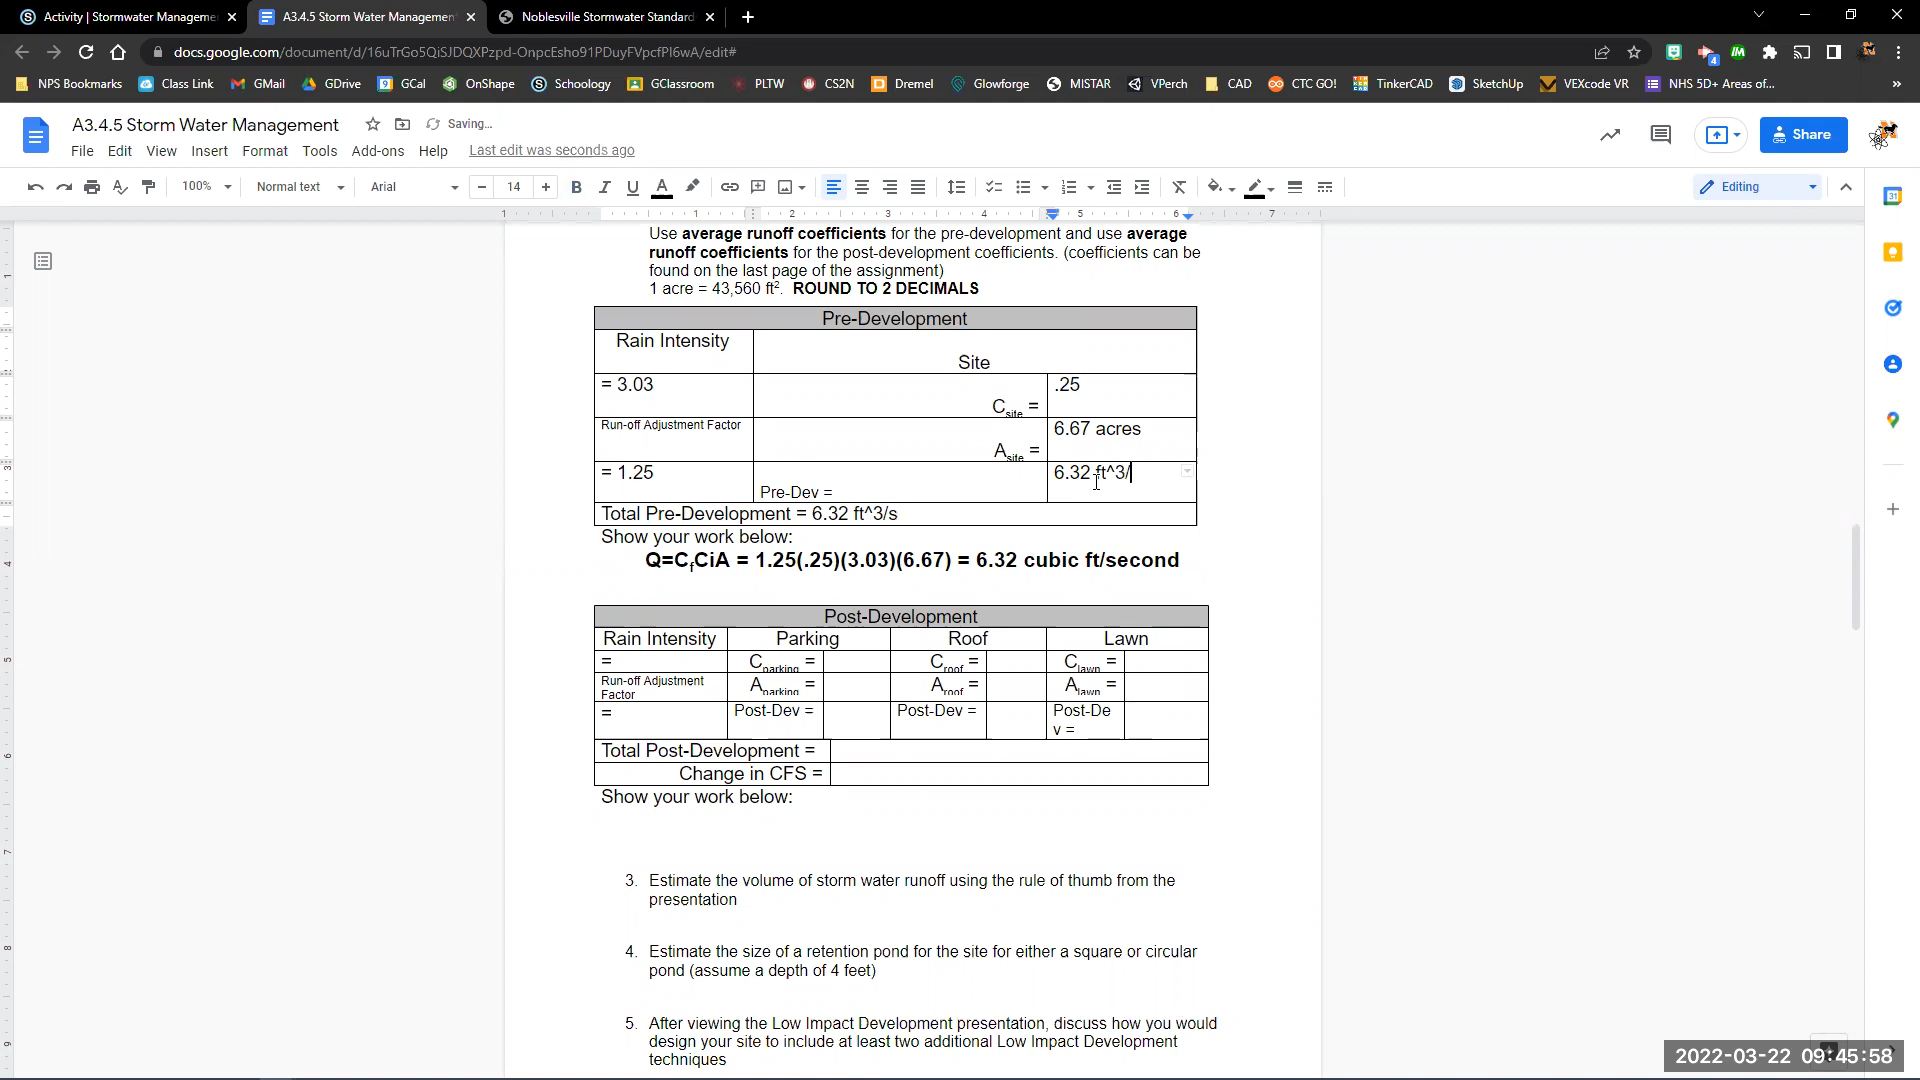 Activity | Stormwater Manageme
A3.4.5 Storm Water Management
Noblesville Stormwater Standard
docs.google.com/document/d/16uTrGo5QiSJDQXPzpd-OnpcEsho91PDuyFVpcfPl6wA/edit#
NPS Bookmarks
Class Link
GMail
GDrive
GCal
OnShape
Schoology
GClassroom
PLTW
CS2N
Dremel
Glowforge
MISTAR
VPerch
CAD
CTC GO!
TinkerCAD
SketchUp
VEXcode VR
NHS 5D+ Areas of...
»
A3.4.5 Storm Water Management
Saving...
File Edit View Insert Format Tools Add-ons Help Last edit was seconds ago
Share
100% Normal text Arial 14
Editing
1 1 2 3 4 5 6 7
Use average runoff coefficients for the pre-development and use average
runoff coefficients for the post-development coefficients. (coefficients can be
found on the last page of the assignment)
1 acre = 43,560 ft². ROUND TO 2 DECIMALS
Pre-Development
Rain Intensity
Site
= 3.03
.25
Csite =
Run-off Adjustment Factor
6.67 acres
Asite =
= 1.25
6.32 ft^3/
Pre-Dev =
Total Pre-Development = 6.32 ft^3/s
Show your work below:
Q=CfCiA = 1.25(.25)(3.03)(6.67) = 6.32 cubic ft/second
Post-Development
Rain Intensity Parking Roof Lawn
= Cparking = Croof = Clawn =
Run-off Adjustment
Factor
Aparking = Aroof = Alawn =
= Post-Dev = Post-Dev = Post-De
v =
Total Post-Development =
Change in CFS =
Show your work below:
3. Estimate the volume of storm water runoff using the rule of thumb from the
presentation
4. Estimate the size of a retention pond for the site for either a square or circular
pond (assume a depth of 4 feet)
5. After viewing the Low Impact Development presentation, discuss how you would
design your site to include at least two additional Low Impact Development
techniques
2022-03-22 09:45:58